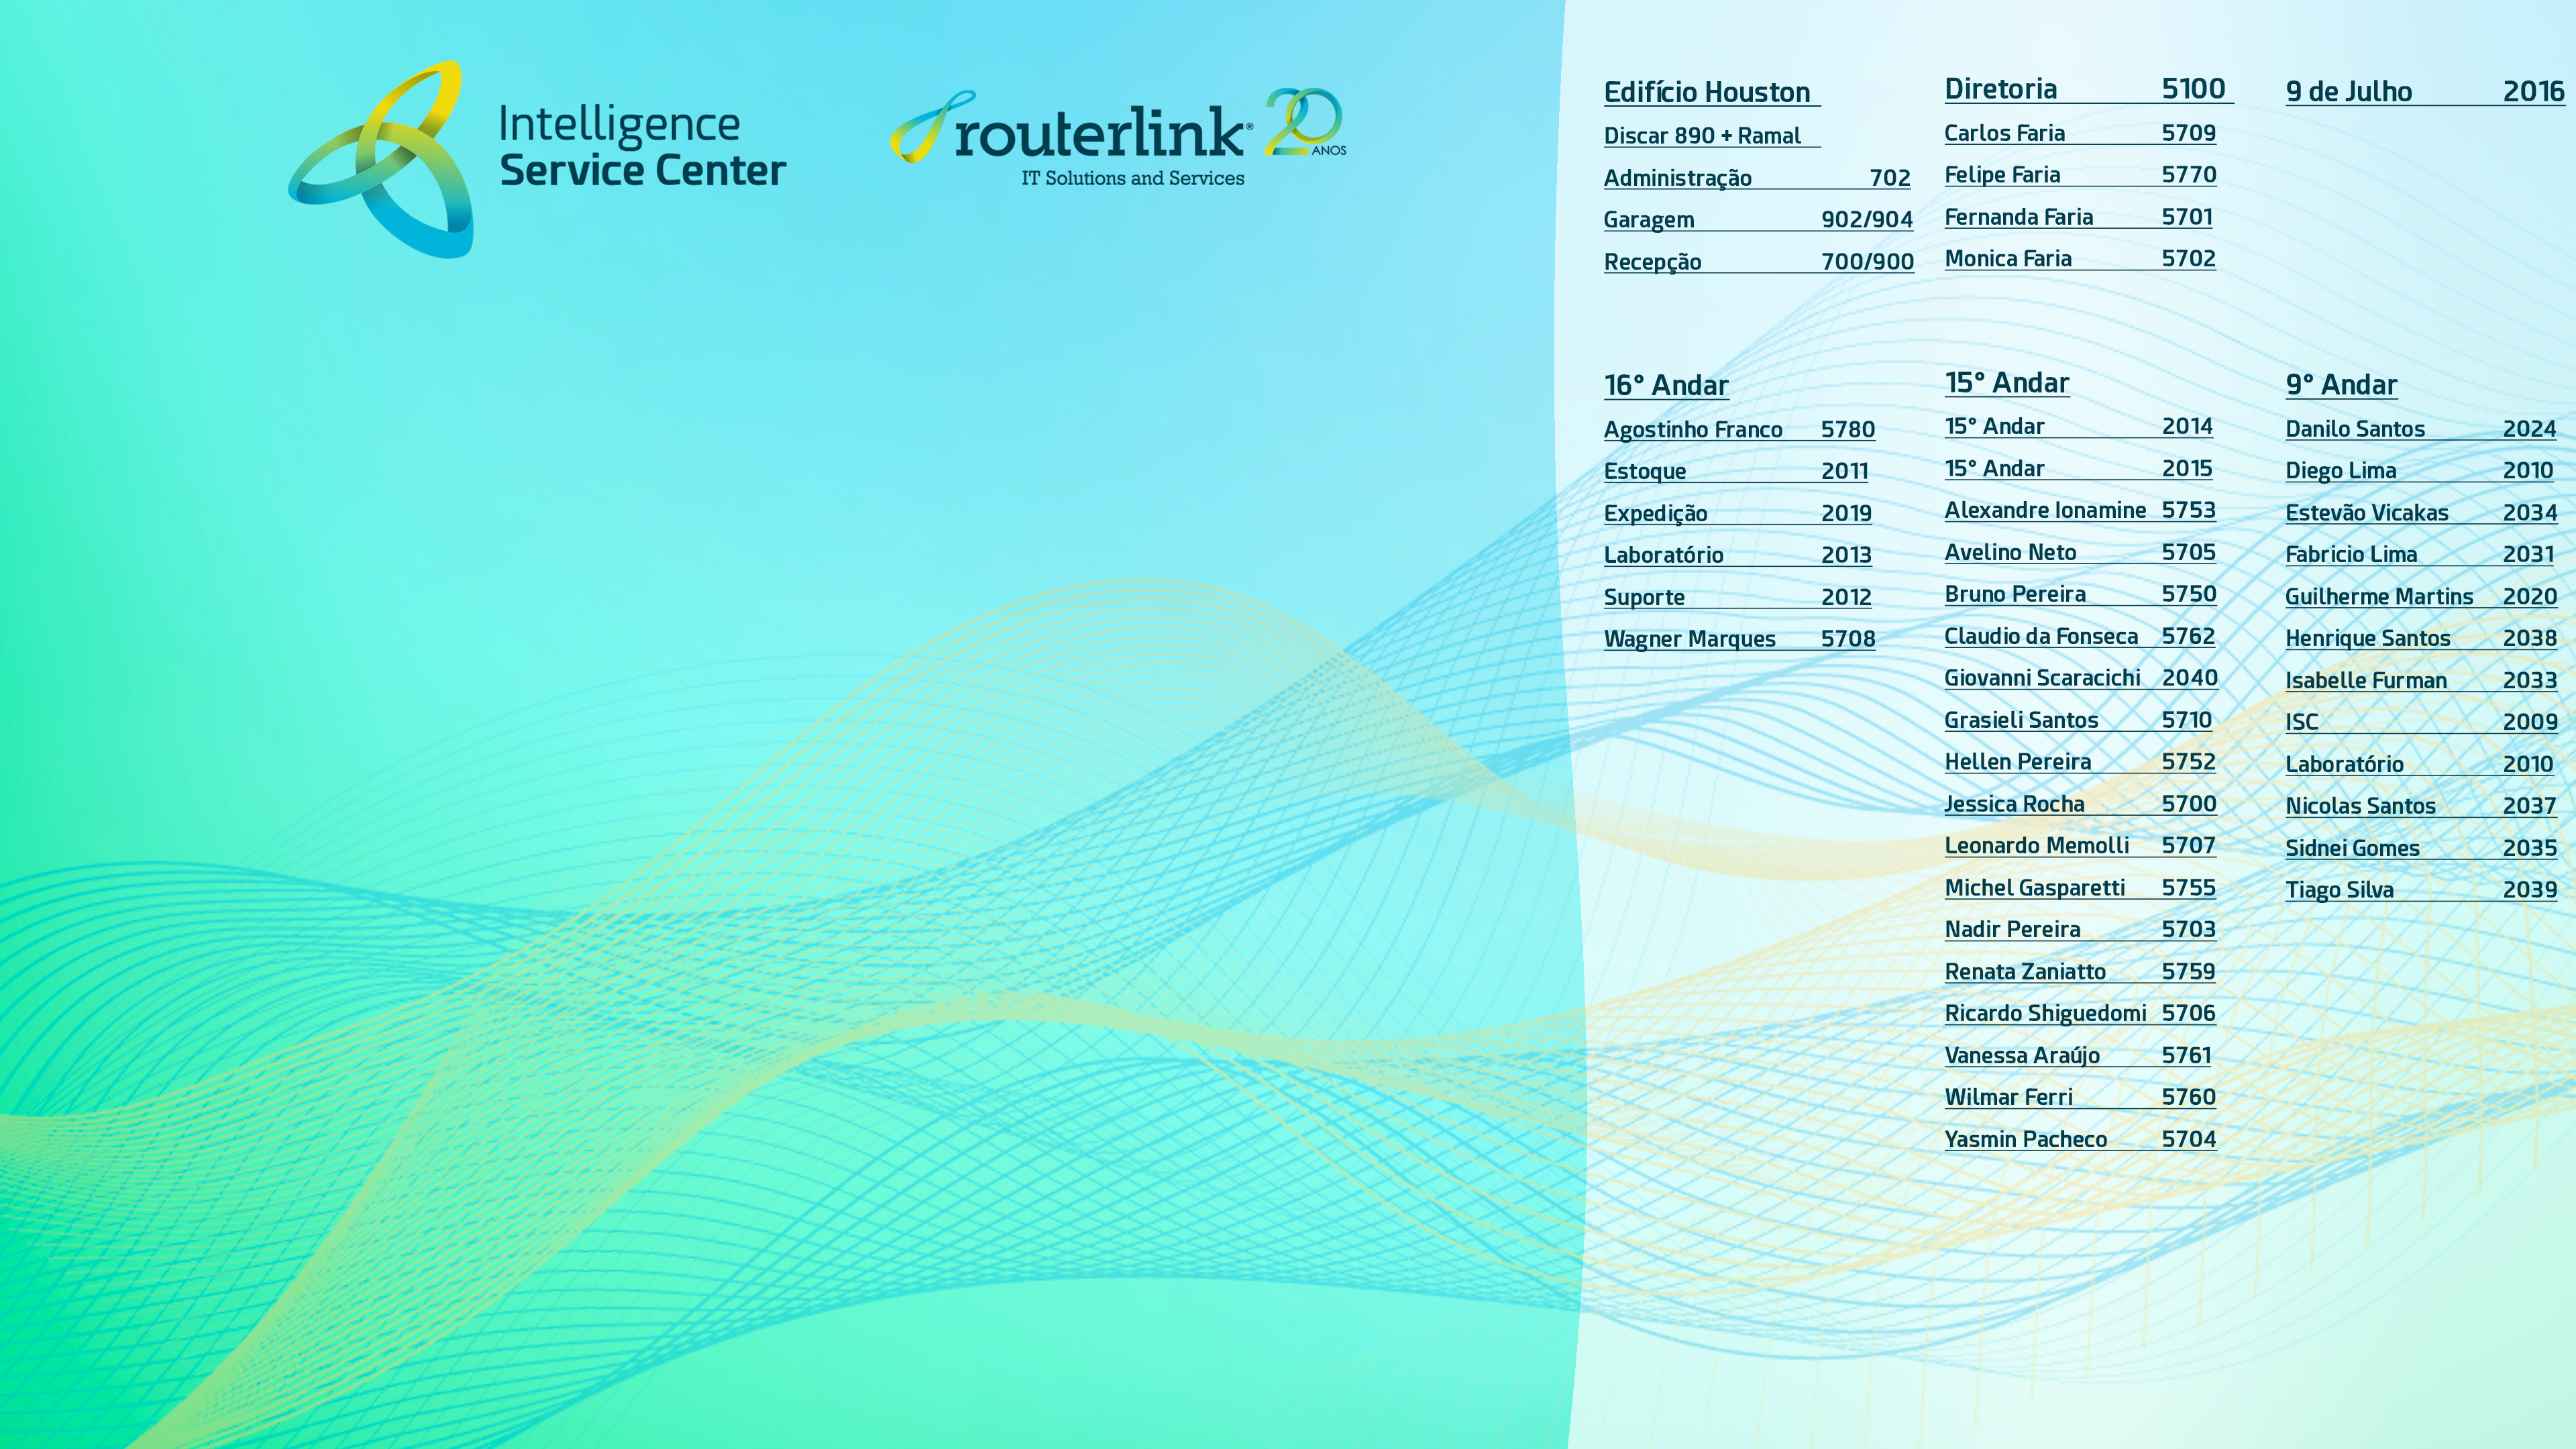 Intelligence
Service Center
routerlink®
20
ANOS
IT Solutions and Services
Edifício Houston
Discar 890 + Ramal
Administração 702
Garagem 902/904
Recepção 700/900
Diretoria 5100
Carlos Faria 5709
Felipe Faria 5770
Fernanda Faria 5701
Monica Faria 5702
9 de Julho 2016
16° Andar
Agostinho Franco 5780
Estoque 2011
Expedição 2019
Laboratório 2013
Suporte 2012
Wagner Marques 5708
15° Andar
15° Andar 2014
15° Andar 2015
Alexandre Ionamine 5753
Avelino Neto 5705
Bruno Pereira 5750
Claudio da Fonseca 5762
Giovanni Scaracichi 2040
Grasieli Santos 5710
Hellen Pereira 5752
Jessica Rocha 5700
Leonardo Memolli 5707
Michel Gasparetti 5755
Nadir Pereira 5703
Renata Zaniatto 5759
Ricardo Shiguedomi 5706
Vanessa Araújo 5761
Wilmar Ferri 5760
Yasmin Pacheco 5704
9° Andar
Danilo Santos 2024
Diego Lima 2010
Estevão Vicakas 2034
Fabricio Lima 2031
Guilherme Martins 2020
Henrique Santos 2038
Isabelle Furman 2033
ISC 2009
Laboratório 2010
Nicolas Santos 2037
Sidnei Gomes 2035
Tiago Silva 2039